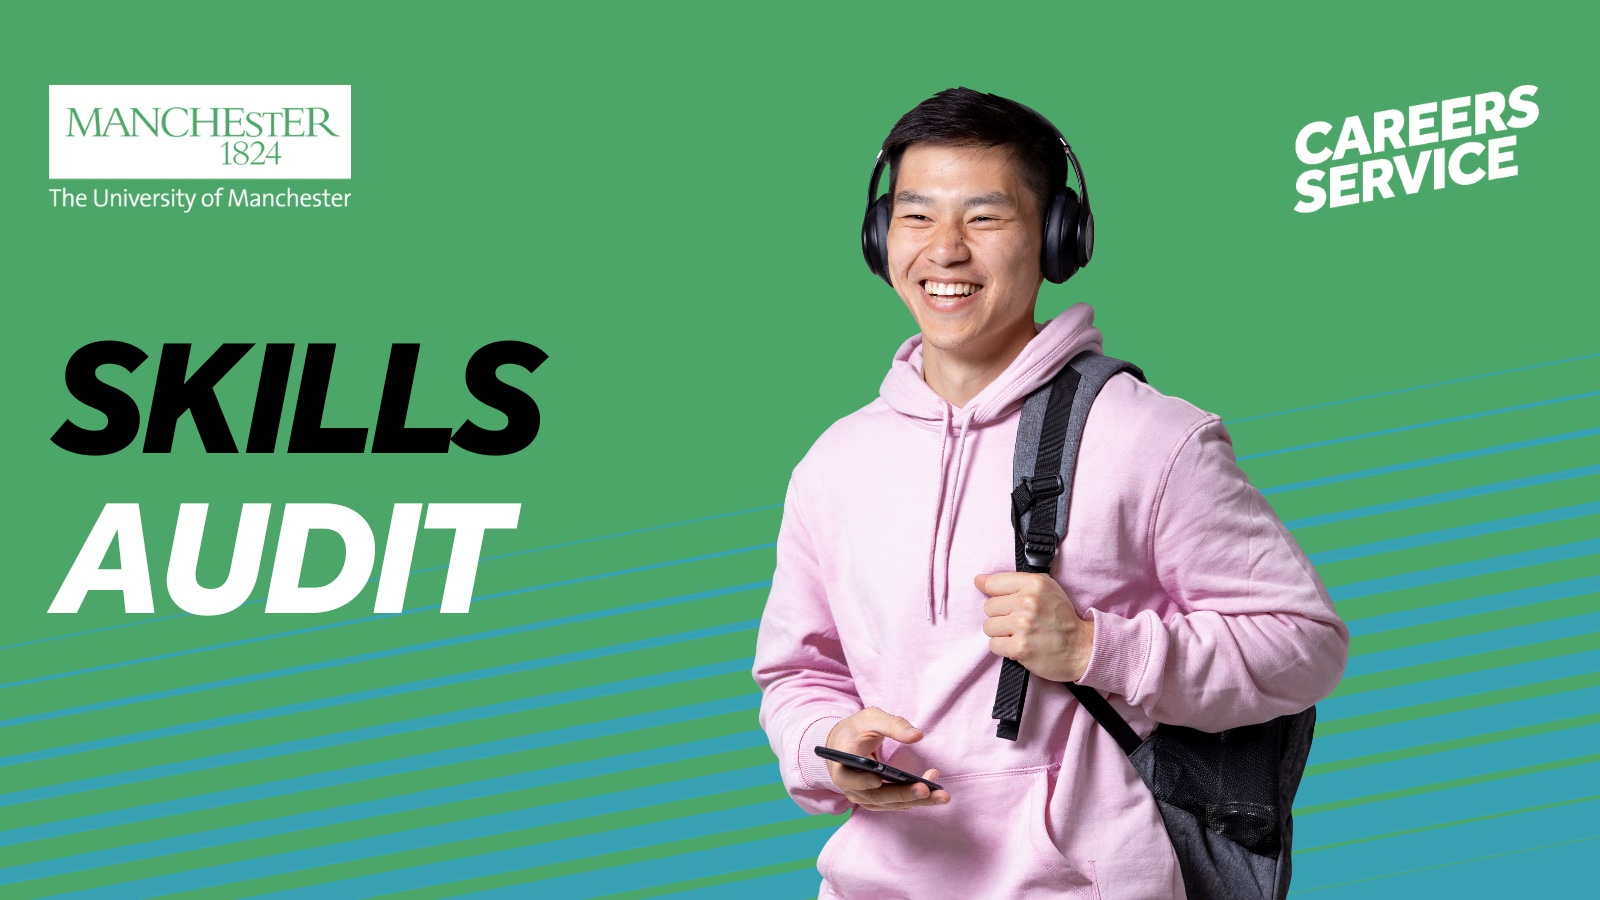 MANCHESTER
1824
The University of Manchester
CAREERS
SERVICE
SKILLS
AUDIT